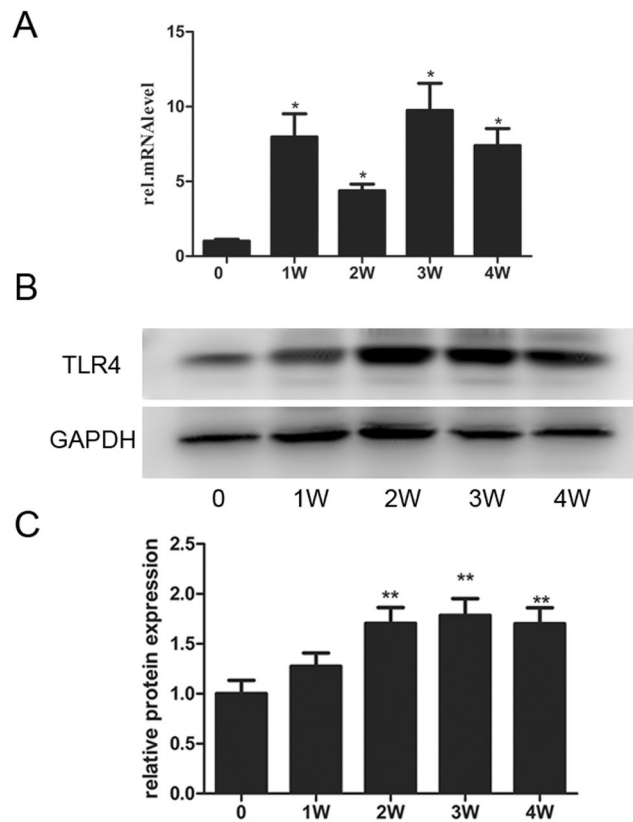 A
rel.mRNAlevel
15
10
5
0
* * * *
0 1W 2W 3W 4W
B
TLR4
GAPDH
0 1W 2W 3W 4W
C
relative protein expression
2.5
2.0
1.5
1.0
0.5
0.0
** ** **
0 1W 2W 3W 4W